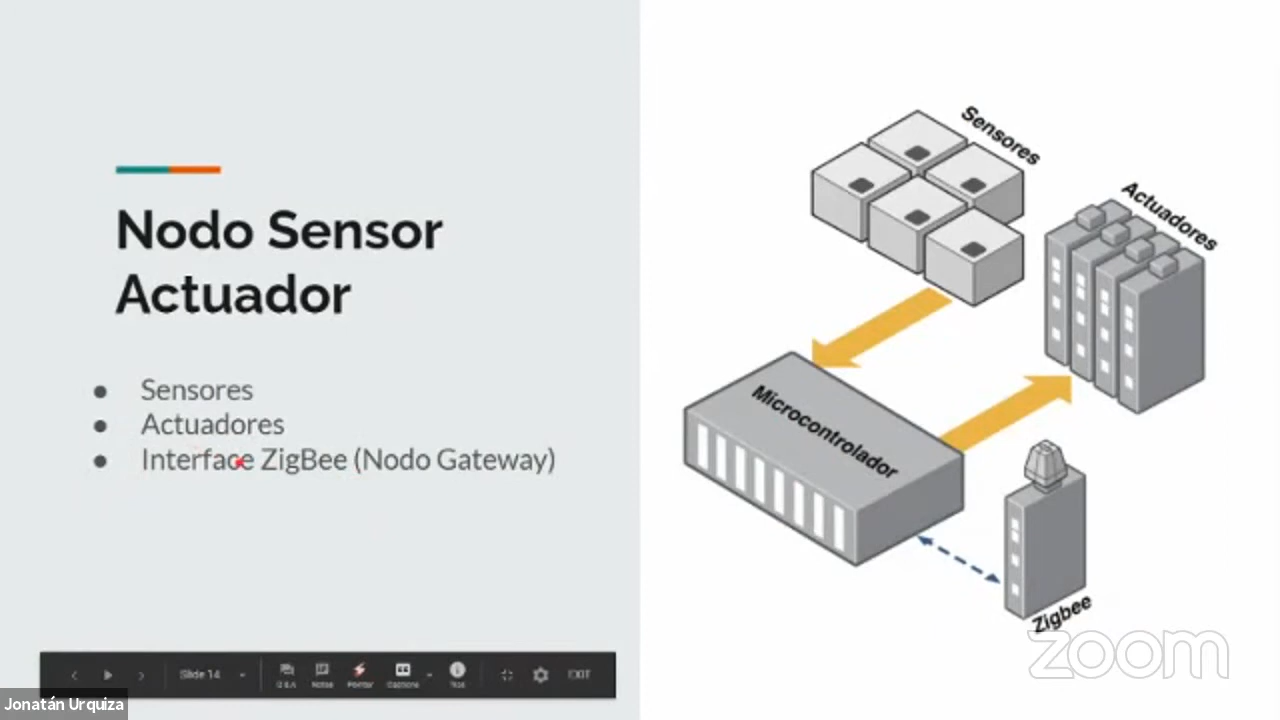 Nodo Sensor
Actuador
● Sensores
● Actuadores
● Interface ZigBee (Nodo Gateway)
Sensores
Actuadores
Microcontrolador
Zigbee
zoom
Slide 14
Q&A
Notes
Pointer
Captions
EXIT
Jonatán Urquiza